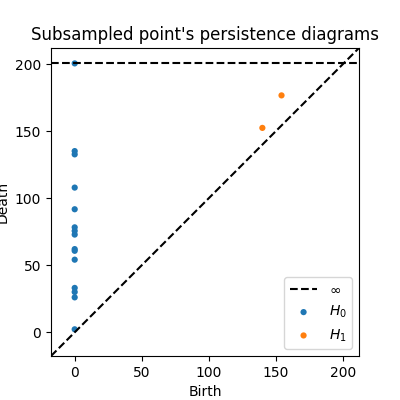 Subsampled point's persistence diagrams
200
150
100
50
0
Death
∞
H₀
H₁
0 50 100 150 200
Birth